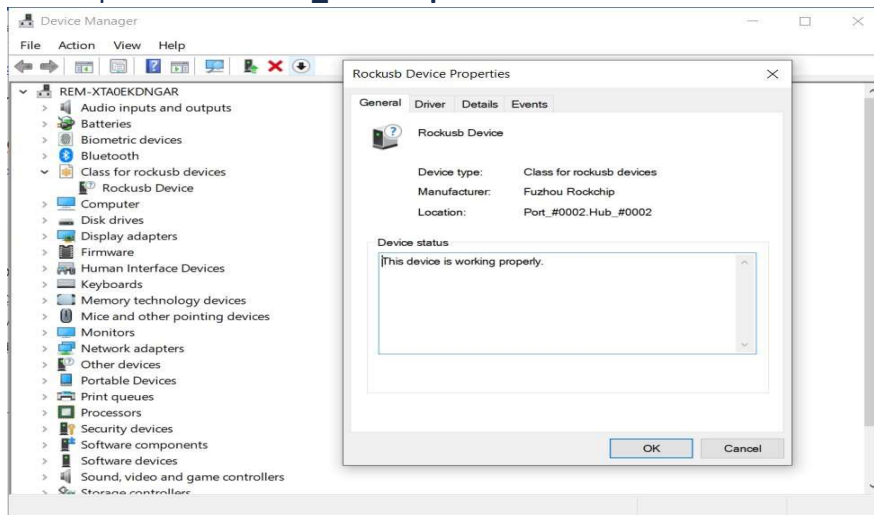 Device Manager
File Action View Help
REM-XTA0EKDNGAR
Audio inputs and outputs
Batteries
Biometric devices
Bluetooth
Class for rockusb devices
Rockusb Device
Computer
Disk drives
Display adapters
Firmware
Human Interface Devices
Keyboards
Memory technology devices
Mice and other pointing devices
Monitors
Network adapters
Other devices
Portable Devices
Print queues
Processors
Security devices
Software components
Software devices
Sound, video and game controllers
Storage controllers
Rockusb Device Properties
General Driver Details Events
Rockusb Device
Device type: Class for rockusb devices
Manufacturer: Fuzhou Rockchip
Location: Port_#0002.Hub_#0002
Device status
This device is working properly.
OK Cancel